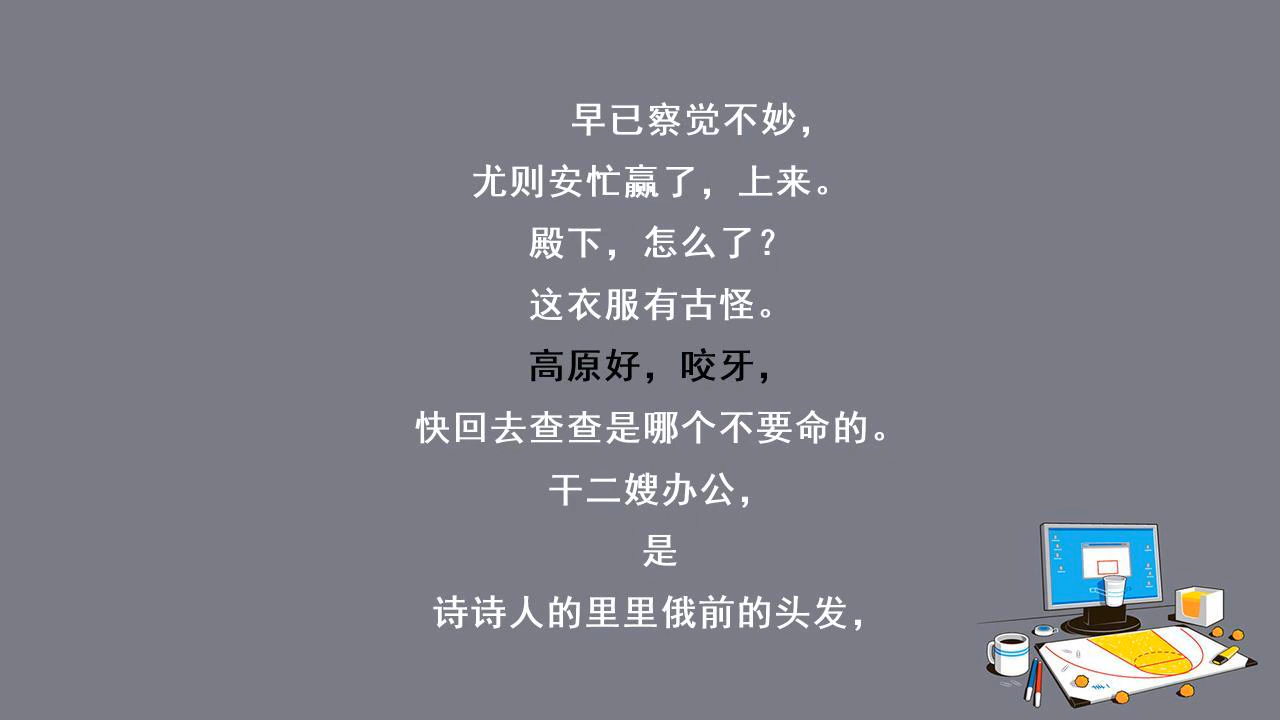 早已察觉不妙，
尤则安忙赢了，上来。
殿下，怎么了？
这衣服有古怪。
高原好，咬牙，
快回去查查是哪个不要命的。
干二嫂办公，
是
诗诗人的里里俄前的头发，